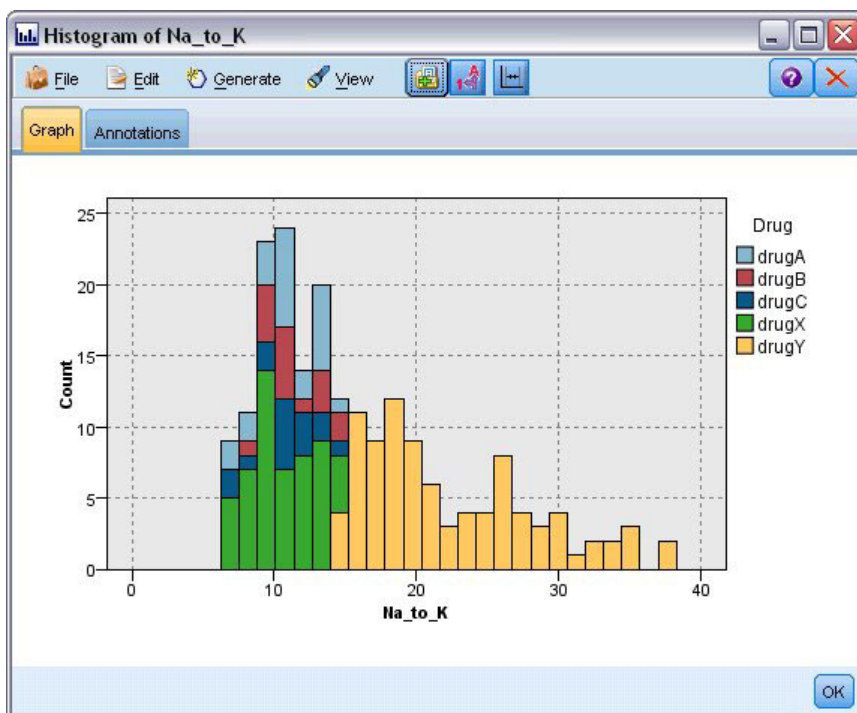 Histogram of Na_to_K
File Edit Generate View
Graph Annotations
Drug
drugA
drugB
drugC
drugX
drugY
25
20
15
10
5
0
Count
0 10 20 30 40
Na_to_K
OK